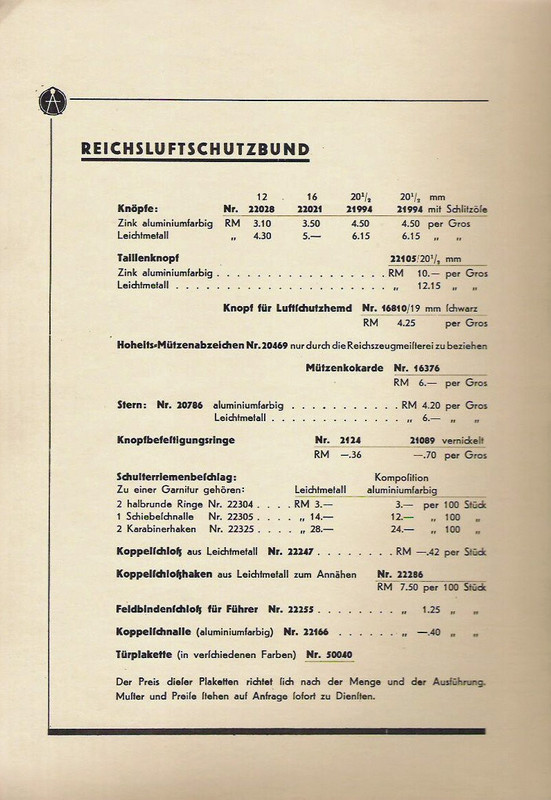 REICHSLUFTSCHUTZBUND
12 16 20½ 20½ mm
Knöpfe: Nr. 22028 22021 21994 21994 mit Schlitzöſe
Zink aluminiumfarbig RM 3.10 3.50 4.50 4.50 per Gros
Leichtmetall „ 4.30 5.— 6.15 6.15 „ „
Taillenknopf 22105/20½ mm
Zink aluminiumfarbig . . . . . . . . . . . . . . . . . RM 10.— per Gros
Leichtmetall . . . . . . . . . . . . . . . . . . . . . . „ 12.15 „ „
Knopf für Luftſchutzhemd Nr. 16810/19 mm ſchwarz
RM 4.25 per Gros
Hoheits-Mützenabzeichen Nr. 20469 nur durch die Reichszeugmeiſterei zu beziehen
Mützenkokarde Nr. 16376
RM 6.— per Gros
Stern: Nr. 20786 aluminiumfarbig . . . . . . . . . . . RM 4.20 per Gros
Leichtmetall . . . . . . . . . . . . . „ 6.— „ „
Knopfbefeſtigungsringe Nr. 2124 21089 vernickelt
RM —.36 —.70 per Gros
Schulterriemenbeſchlag: Kompoſition
Zu einer Garnitur gehören: Leichtmetall aluminiumfarbig
2 halbrunde Ringe Nr. 22304 . . . . RM 3.— 3.— per 100 Stück
1 Schiebeſchnalle Nr. 22305 . . . . „ 14.— 12.— „ 100 „
2 Karabinerhaken Nr. 22325 . . . . „ 28.— 24.— „ 100 „
Koppelſchloß aus Leichtmetall Nr. 22247 . . . . . . . . RM —.42 per Stück
Koppelſchloßhaken aus Leichtmetall zum Annähen Nr. 22286
RM 7.50 per 100 Stück
Feldbindenſchloß für Führer Nr. 22255 . . . . . . . . „ 1.25 „ „
Koppelſchnalle (aluminiumfarbig) Nr. 22166 . . . . . . . „ —.40 „ „
Türplakette (in verſchiedenen Farben) Nr. 50040
Der Preis dieſer Plaketten richtet ſich nach der Menge und der Ausführung.
Muſter und Preiſe ſtehen auf Anfrage ſofort zu Dienſten.